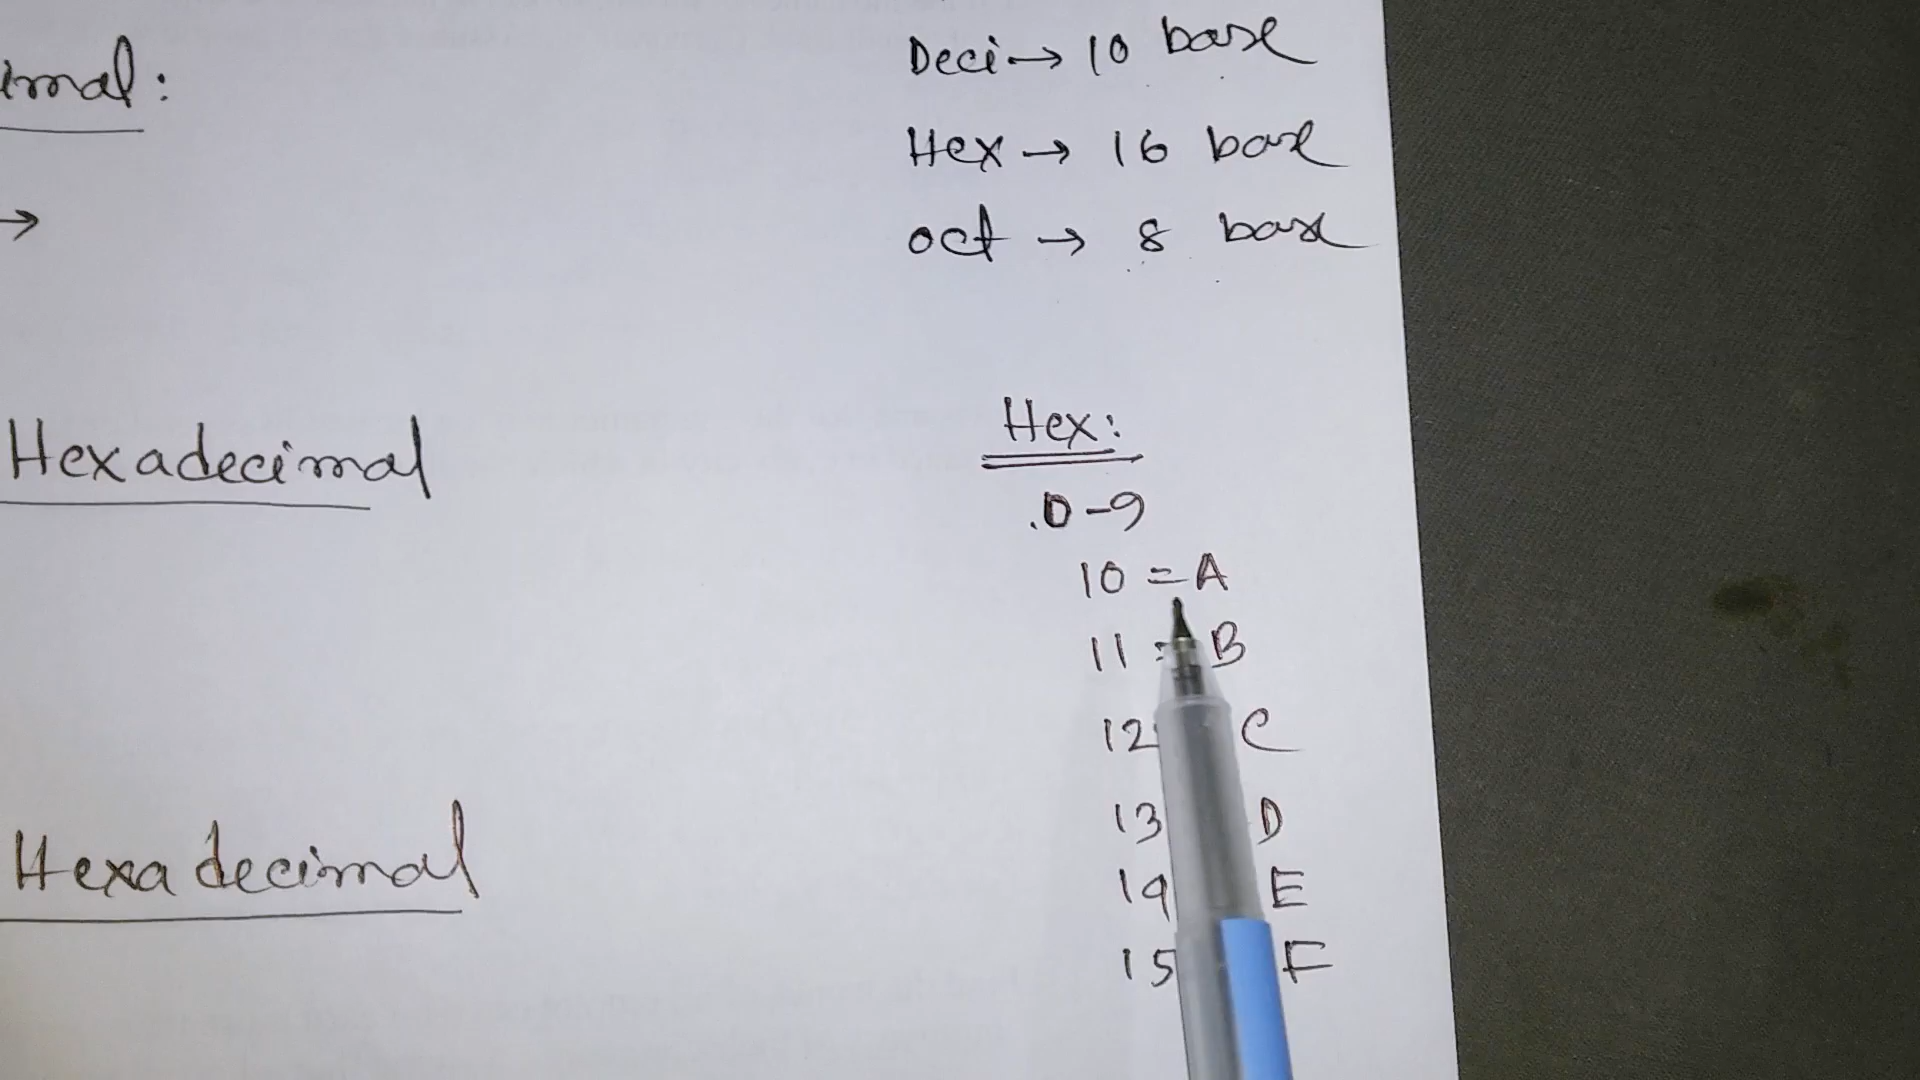 imal:
→
Hexadecimal
Hexadecimal
Deci → 10 base
Hex → 16 base
oct → 8 base
Hex:
0-9
10 = A
11 = B
12 C
13 D
14 E
15 F